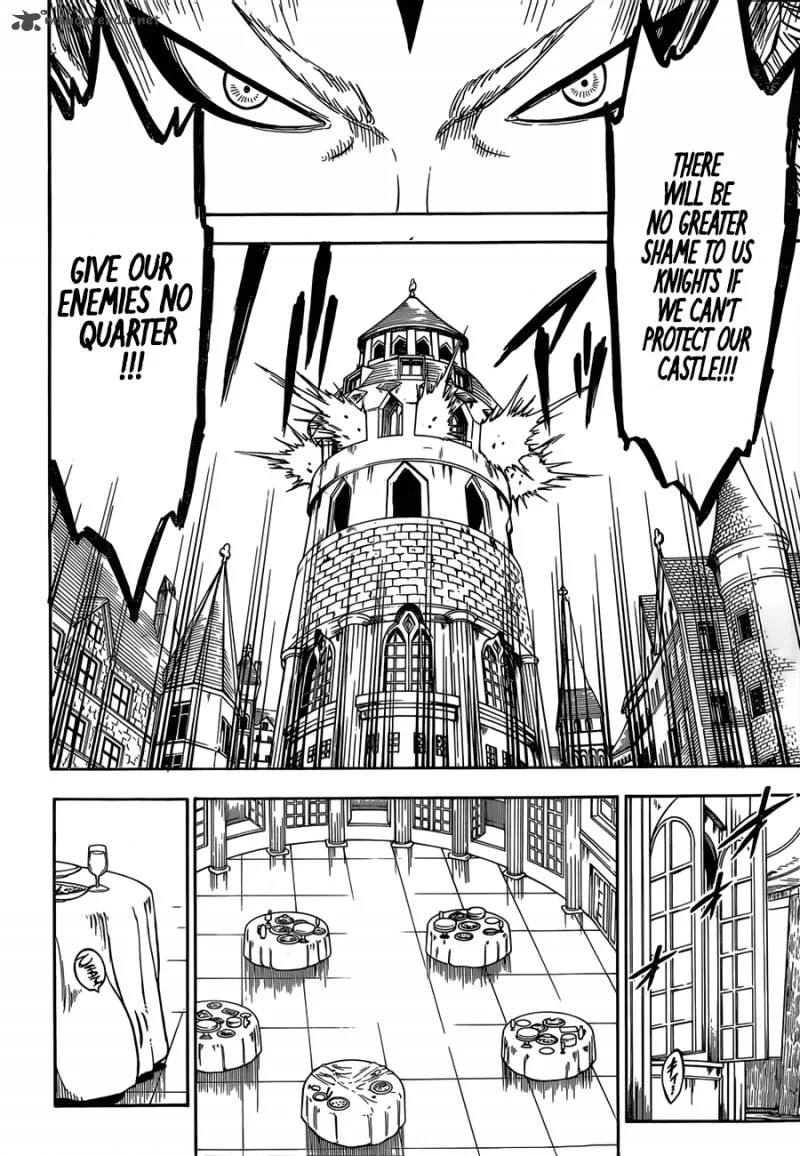 THERE
WILL BE
NO GREATER
SHAME TO US
KNIGHTS IF
WE CAN'T
PROTECT OUR
CASTLE!!!
GIVE OUR
ENEMIES NO
QUARTER
!!!